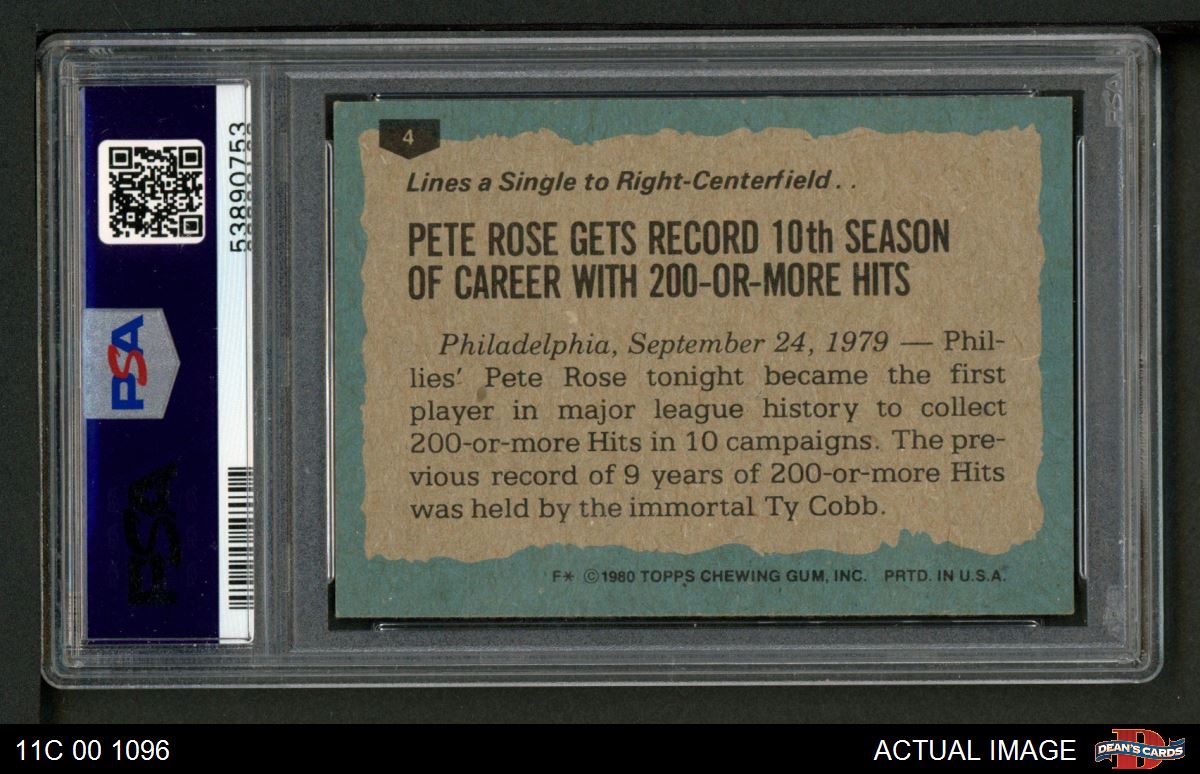 4
Lines a Single to Right-Centerfield . .
PETE ROSE GETS RECORD 10th SEASON
OF CAREER WITH 200-OR-MORE HITS
Philadelphia, September 24, 1979 — Phil-
lies' Pete Rose tonight became the first
player in major league history to collect
200-or-more Hits in 10 campaigns. The pre-
vious record of 9 years of 200-or-more Hits
was held by the immortal Ty Cobb.
F* ©1980 TOPPS CHEWING GUM, INC. PRTD. IN U.S.A.
53890753
PSA
PSA
PSA
11C 00 1096
ACTUAL IMAGE
DEAN'S CARDS